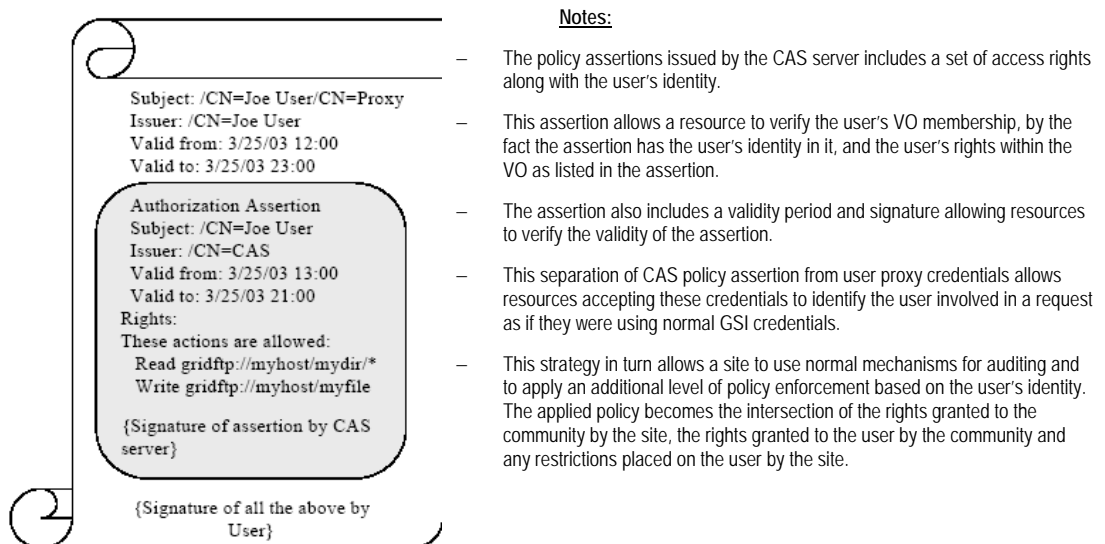 Subject: /CN=Joe User/CN=Proxy
Issuer: /CN=Joe User
Valid from: 3/25/03 12:00
Valid to: 3/25/03 23:00
Authorization Assertion
Subject: /CN=Joe User
Issuer: /CN=CAS
Valid from: 3/25/03 13:00
Valid to: 3/25/03 21:00
Rights:
These actions are allowed:
Read gridftp://myhost/mydir/*
Write gridftp://myhost/myfile
{Signature of assertion by CAS
server}
{Signature of all the above by
User}
Notes:
– The policy assertions issued by the CAS server includes a set of access rights
along with the user's identity.
– This assertion allows a resource to verify the user's VO membership, by the
fact the assertion has the user's identity in it, and the user's rights within the
VO as listed in the assertion.
– The assertion also includes a validity period and signature allowing resources
to verify the validity of the assertion.
– This separation of CAS policy assertion from user proxy credentials allows
resources accepting these credentials to identify the user involved in a request
as if they were using normal GSI credentials.
– This strategy in turn allows a site to use normal mechanisms for auditing and
to apply an additional level of policy enforcement based on the user's identity.
The applied policy becomes the intersection of the rights granted to the
community by the site, the rights granted to the user by the community and
any restrictions placed on the user by the site.